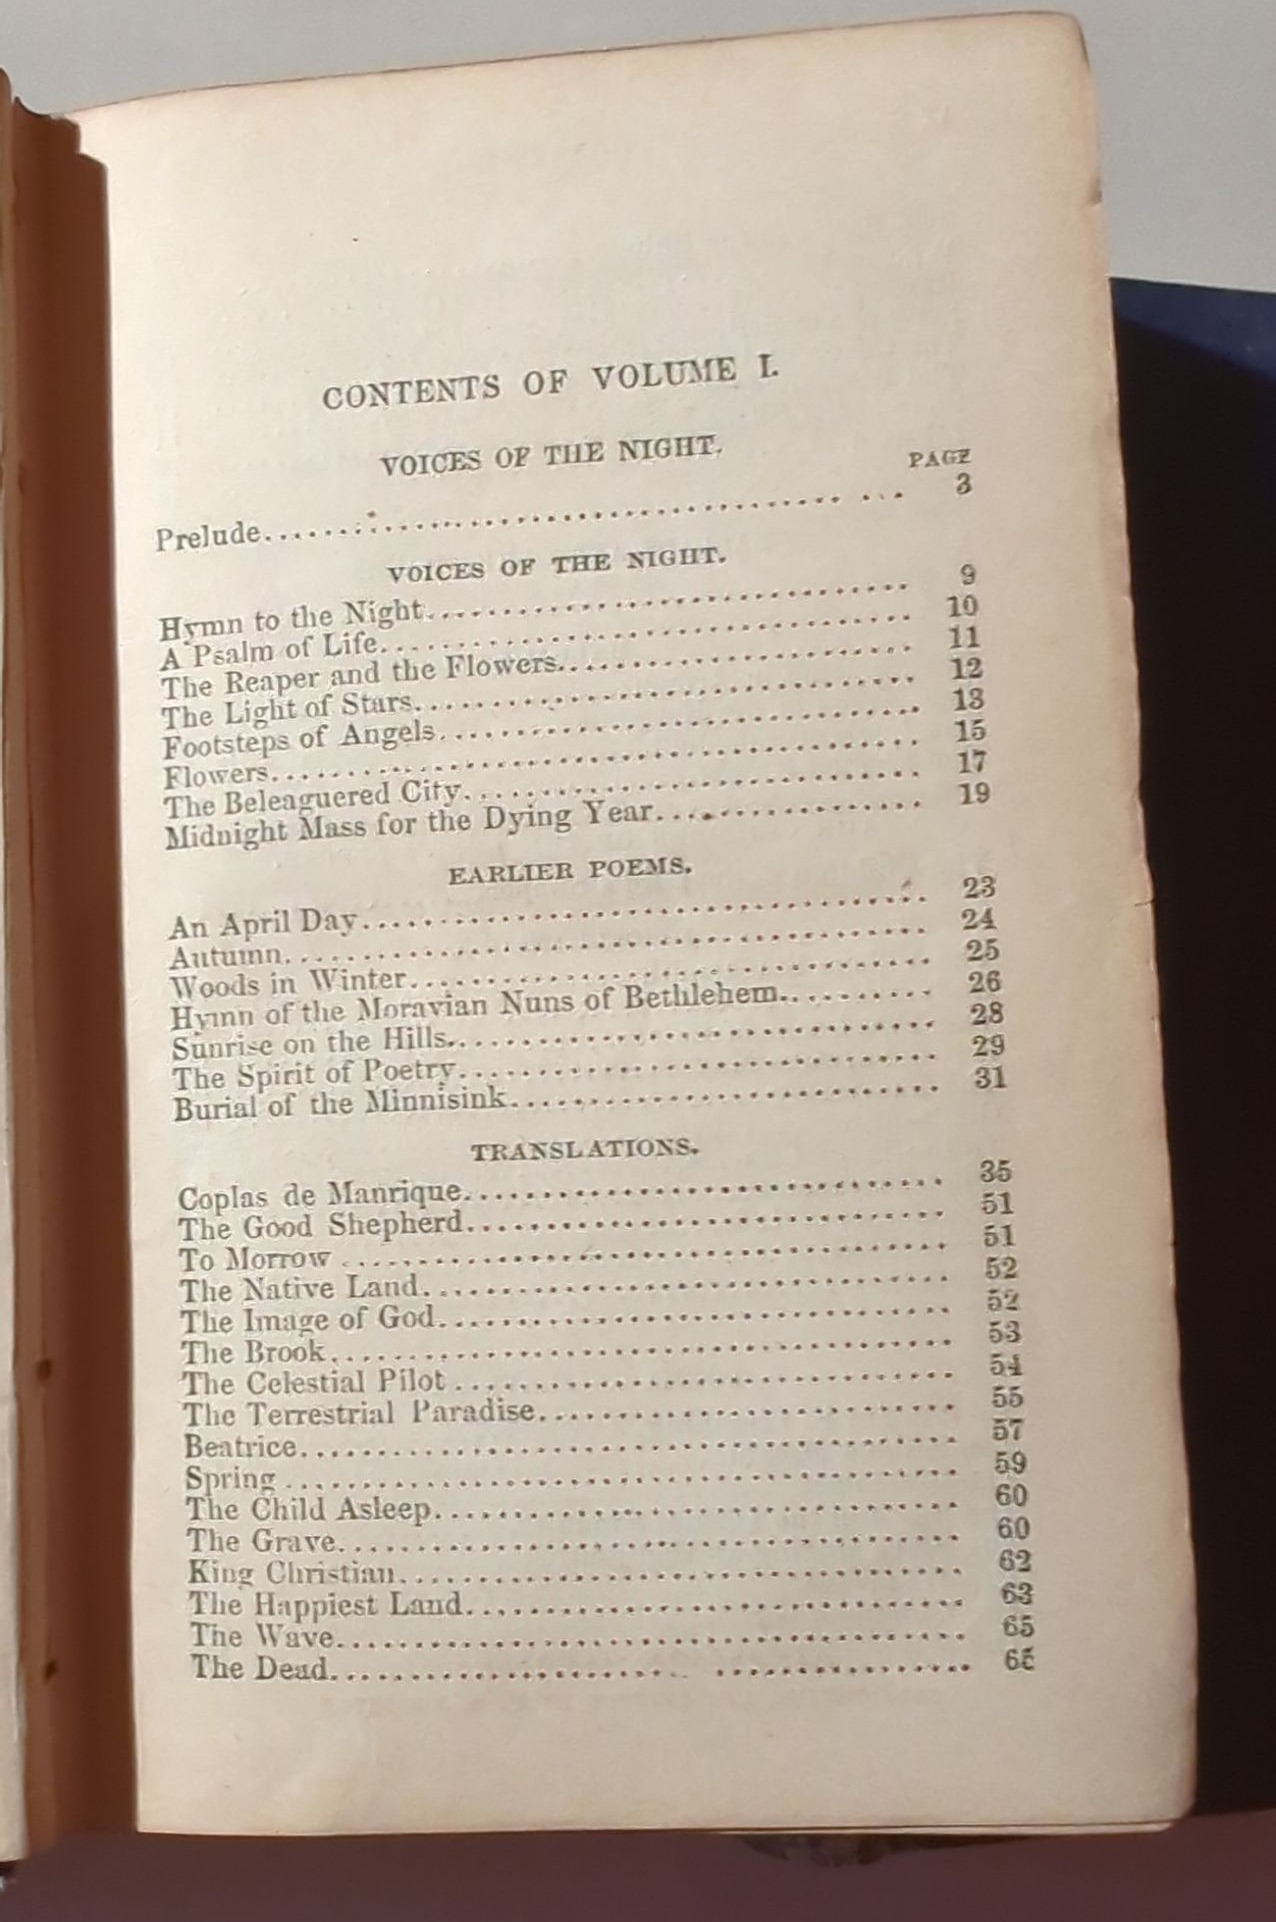 CONTENTS OF VOLUME I.
VOICES OF THE NIGHT.
PAGE
Prelude.......................................... ... 3
VOICES OF THE NIGHT.
Hymn to the Night................................ 9
A Psalm of Life................................... 10
The Reaper and the Flowers....................... 11
The Light of Stars................................ 12
Footsteps of Angels............................... 13
Flowers.......................................... 15
The Beleaguered City.............................. 17
Midnight Mass for the Dying Year.................. 19
EARLIER POEMS.
An April Day..................................... 23
Autumn.......................................... 24
Woods in Winter.................................. 25
Hymn of the Moravian Nuns of Bethlehem.......... 26
Sunrise on the Hills............................... 28
The Spirit of Poetry............................... 29
Burial of the Minnisink............................ 31
TRANSLATIONS.
Coplas de Manrique............................... 35
The Good Shepherd............................... 51
To Morrow ....................................... 51
The Native Land.................................. 52
The Image of God................................. 52
The Brook........................................ 53
The Celestial Pilot ................................ 54
The Terrestrial Paradise........................... 55
Beatrice.......................................... 57
Spring ........................................... 59
The Child Asleep.................................. 60
The Grave........................................ 60
King Christian.................................... 62
The Happiest Land................................ 63
The Wave........................................ 65
The Dead....................... .................